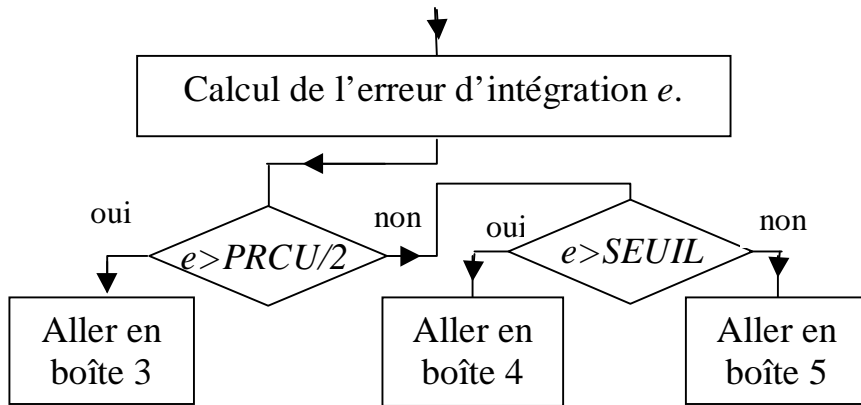 Calcul de l’erreur d’intégration e.
oui
non
e>PRCU/2
oui
non
e>SEUIL
Aller en
boîte 3
Aller en
boîte 4
Aller en
boîte 5